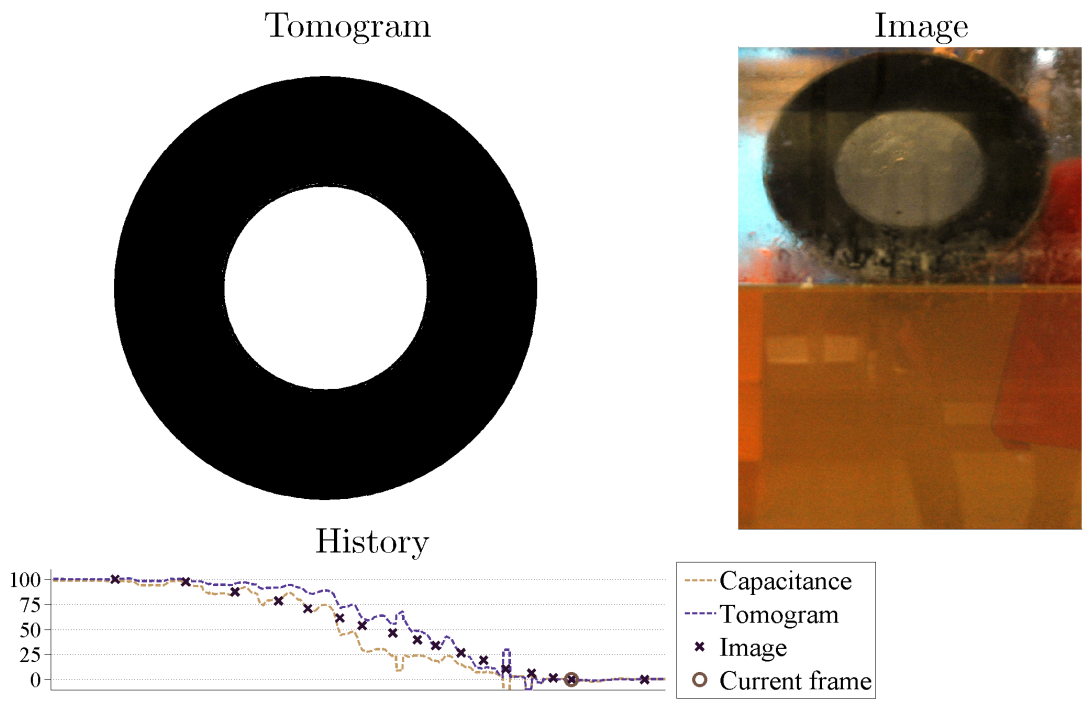 Tomogram
Image
History
100
75
50
25
0
Capacitance
Tomogram
Image
Current frame